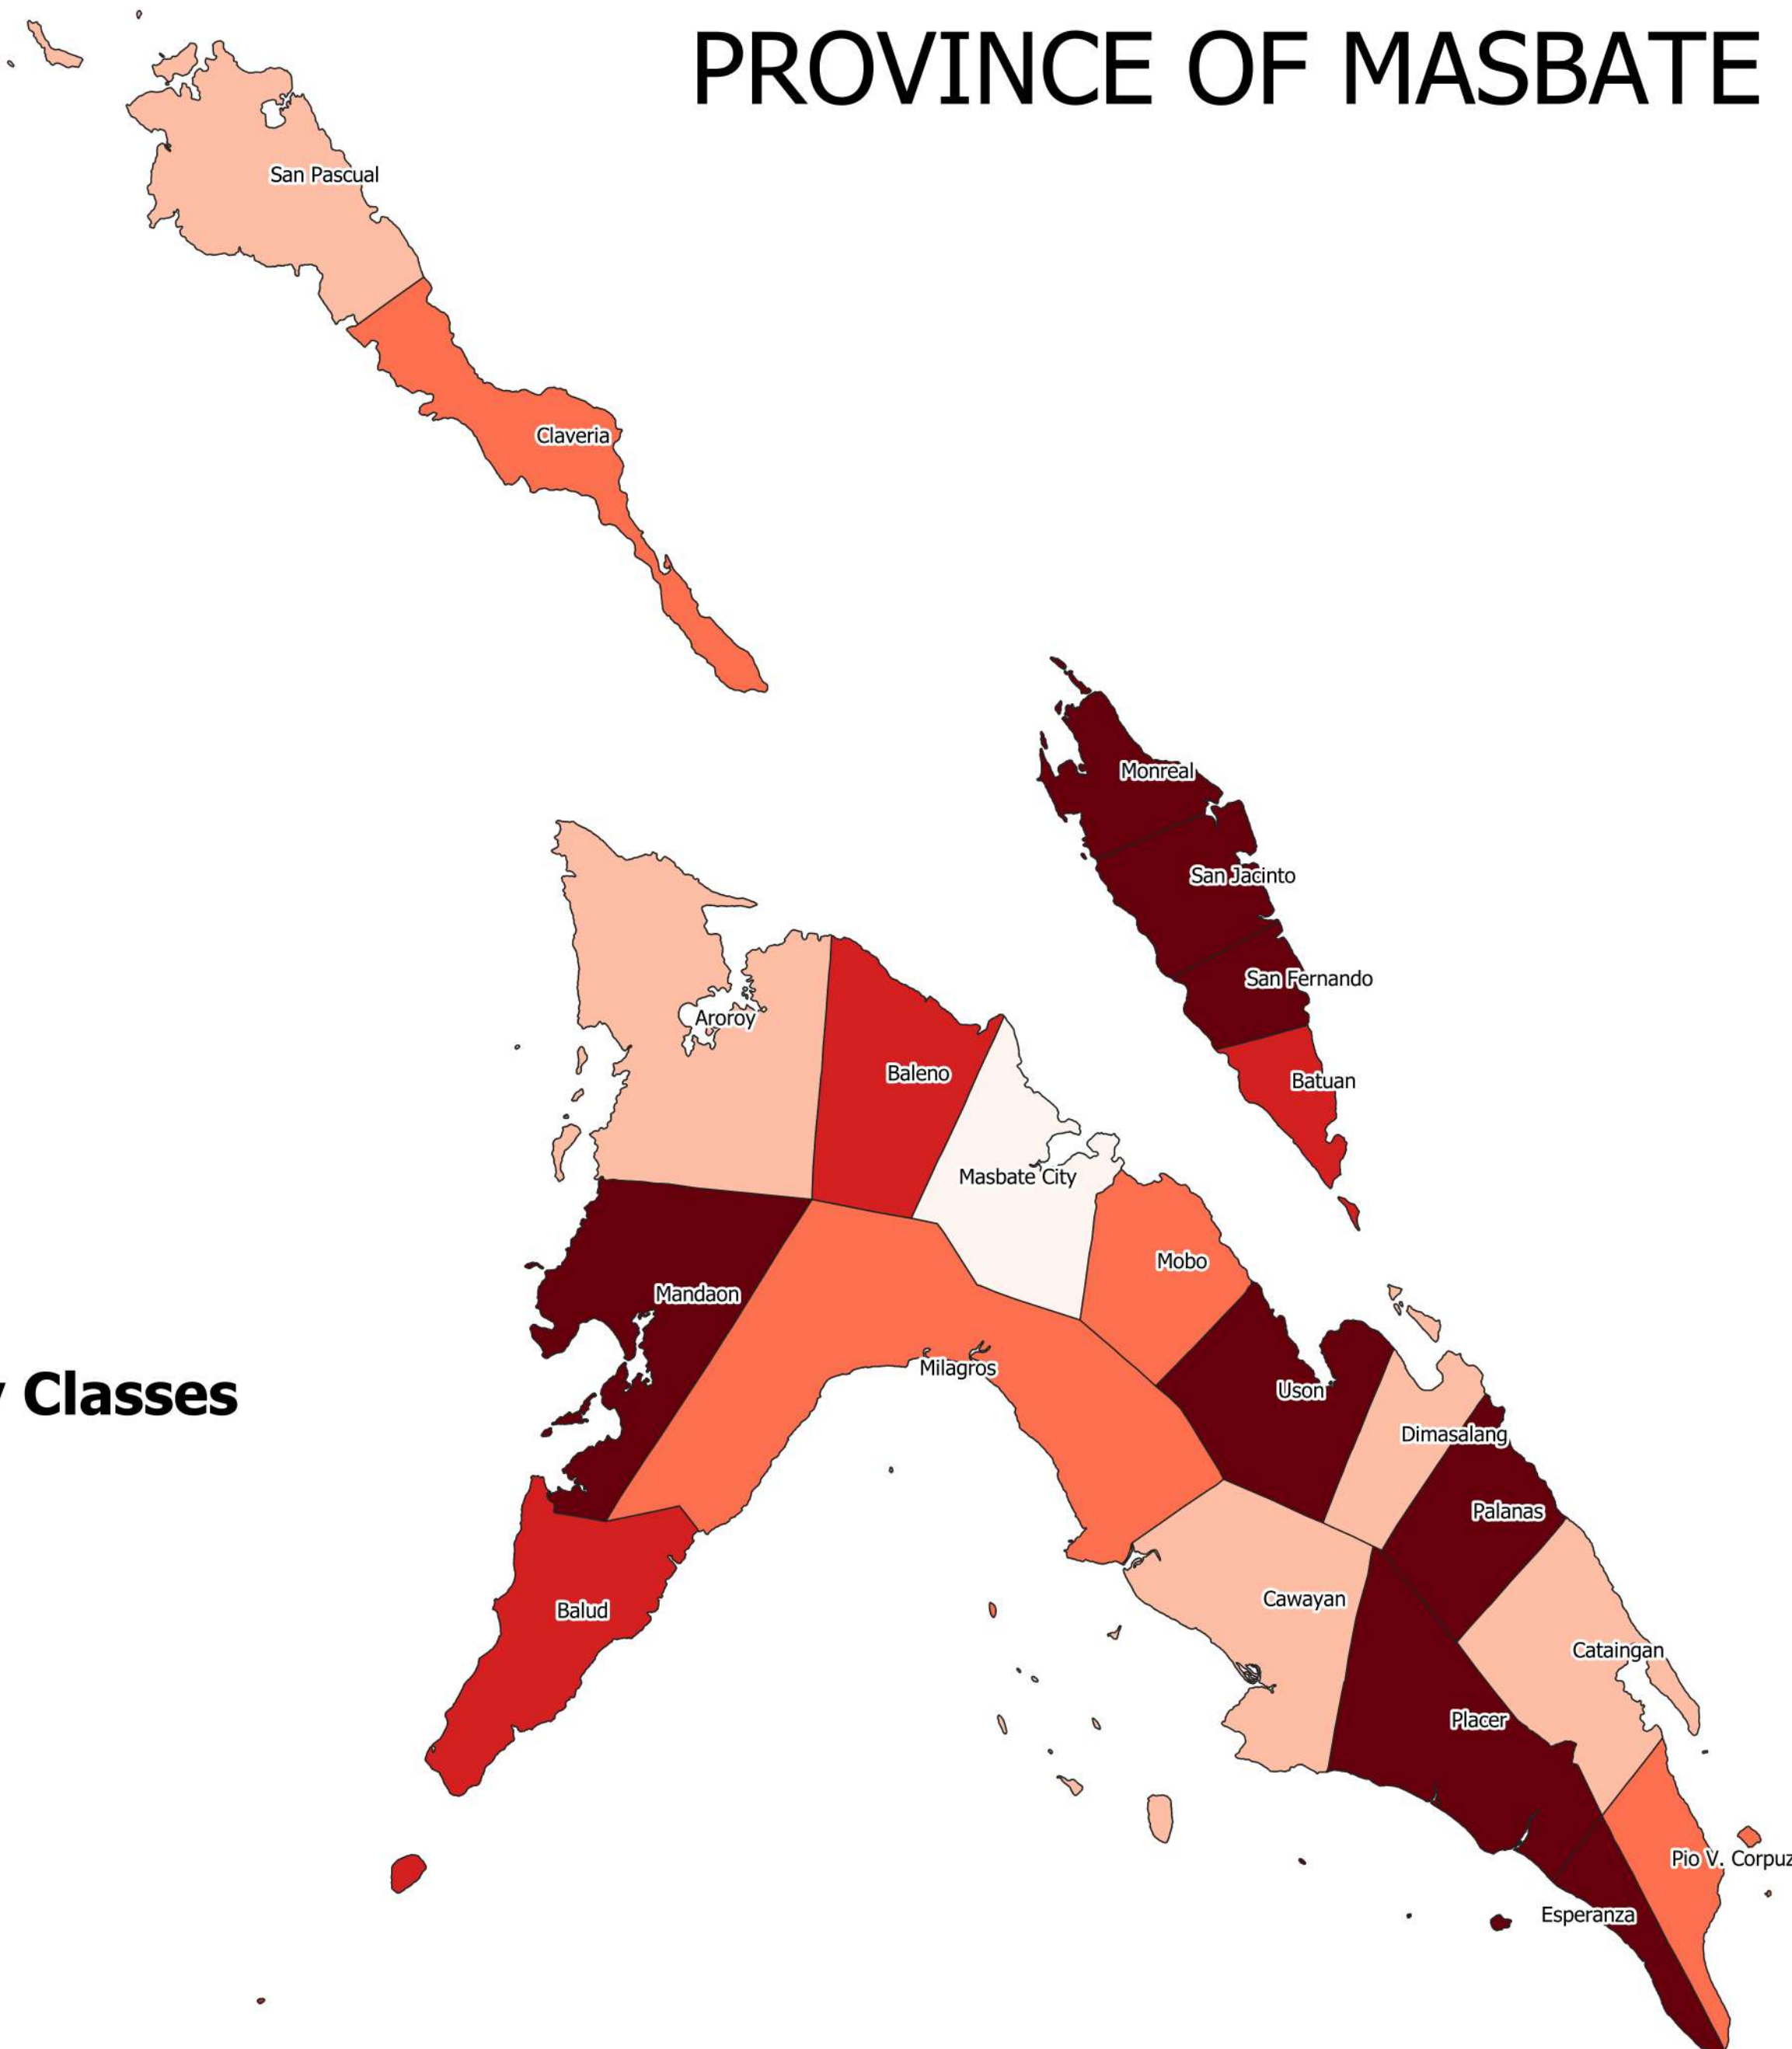 PROVINCE OF MASBATE
San Pascual
Claveria
Monreal
San Jacinto
San Fernando
Aroroy
Baleno
Batuan
Masbate City
Mobo
Mandaon
Milagros
Classes
Uson
Dimasalang
Palanas
Cawayan
Balud
Cataingan
Placer
Pio V. Corpuz
Esperanza